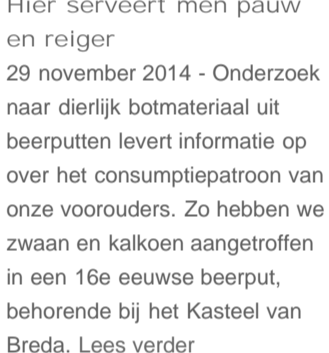 Hier serveert men pauw
en reiger
29 november 2014 - Onderzoek
naar dierlijk botmateriaal uit
beerputten levert informatie op
over het consumptiepatroon van
onze voorouders. Zo hebben we
zwaan en kalkoen aangetroffen
in een 16e eeuwse beerput,
behorende bij het Kasteel van
Breda. Lees verder